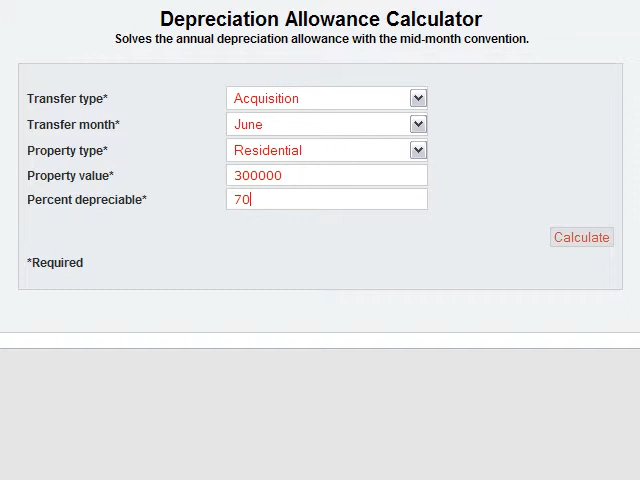 Depreciation Allowance Calculator
Solves the annual depreciation allowance with the mid-month convention.
Transfer type* Acquisition
Transfer month* June
Property type* Residential
Property value* 300000
Percent depreciable* 70
Calculate
*Required